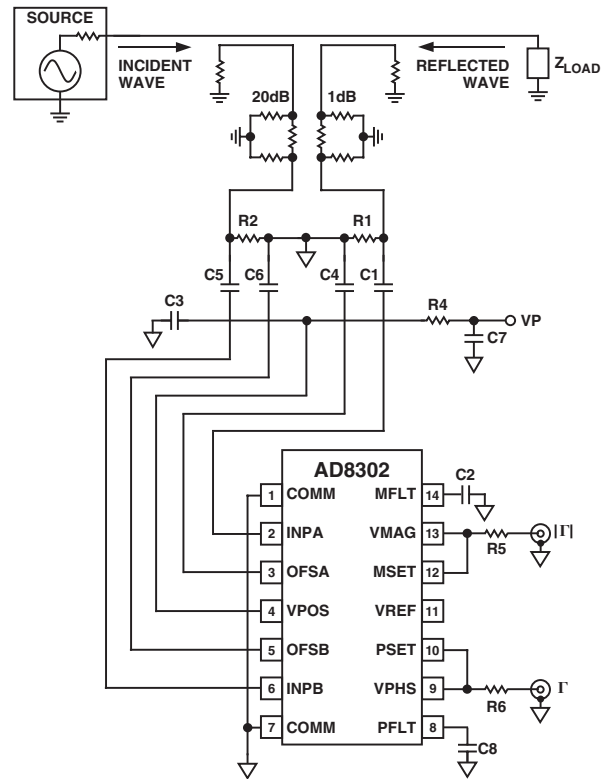 SOURCE
INCIDENT
WAVE
REFLECTED
WAVE
ZLOAD
20dB
1dB
R2
R1
C5
C6
C4
C1
C3
R4
VP
C7
AD8302
1 COMM
MFLT 14
C2
2 INPA
VMAG 13
R5
|Γ|
3 OFSA
MSET 12
4 VPOS
VREF 11
5 OFSB
PSET 10
6 INPB
VPHS 9
R6
Γ
7 COMM
PFLT 8
C8